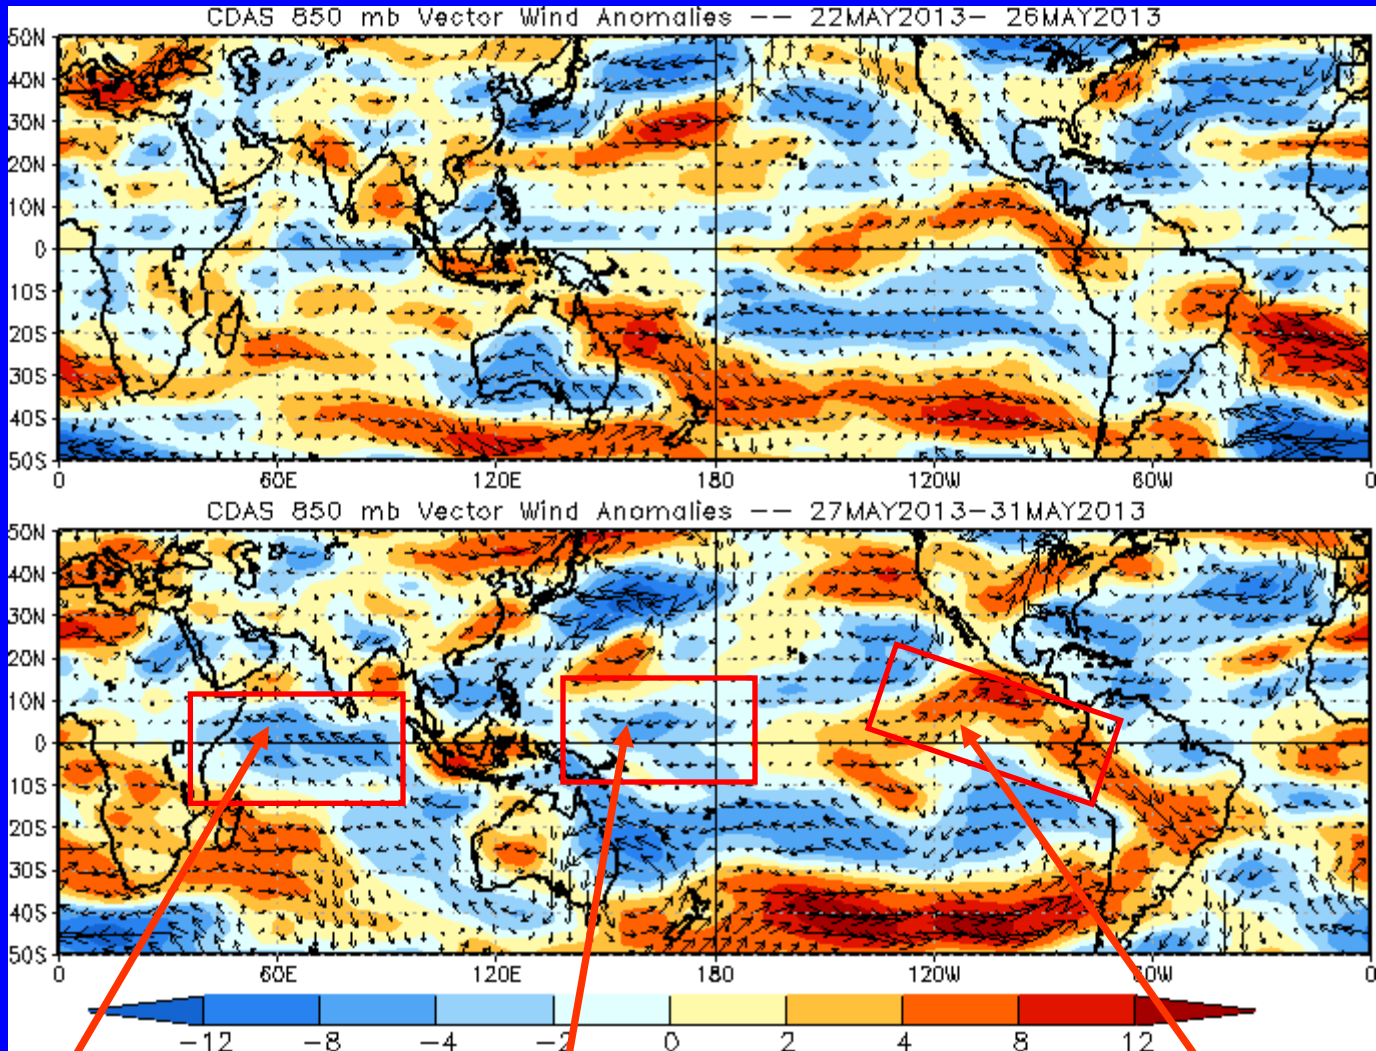 CDAS 850 mb Vector Wind Anomalies -- 22MAY2013- 26MAY2013
50N
40N
30N
20N
10N
0
10S
20S
30S
40S
50S
0 60E 120E 180 120W 60W 0
CDAS 850 mb Vector Wind Anomalies -- 27MAY2013-31MAY2013
50N
40N
30N
20N
10N
0
10S
20S
30S
40S
50S
0 60E 120E 180 120W 60W 0
-12 -8 -4 -2 0 2 4 8 12